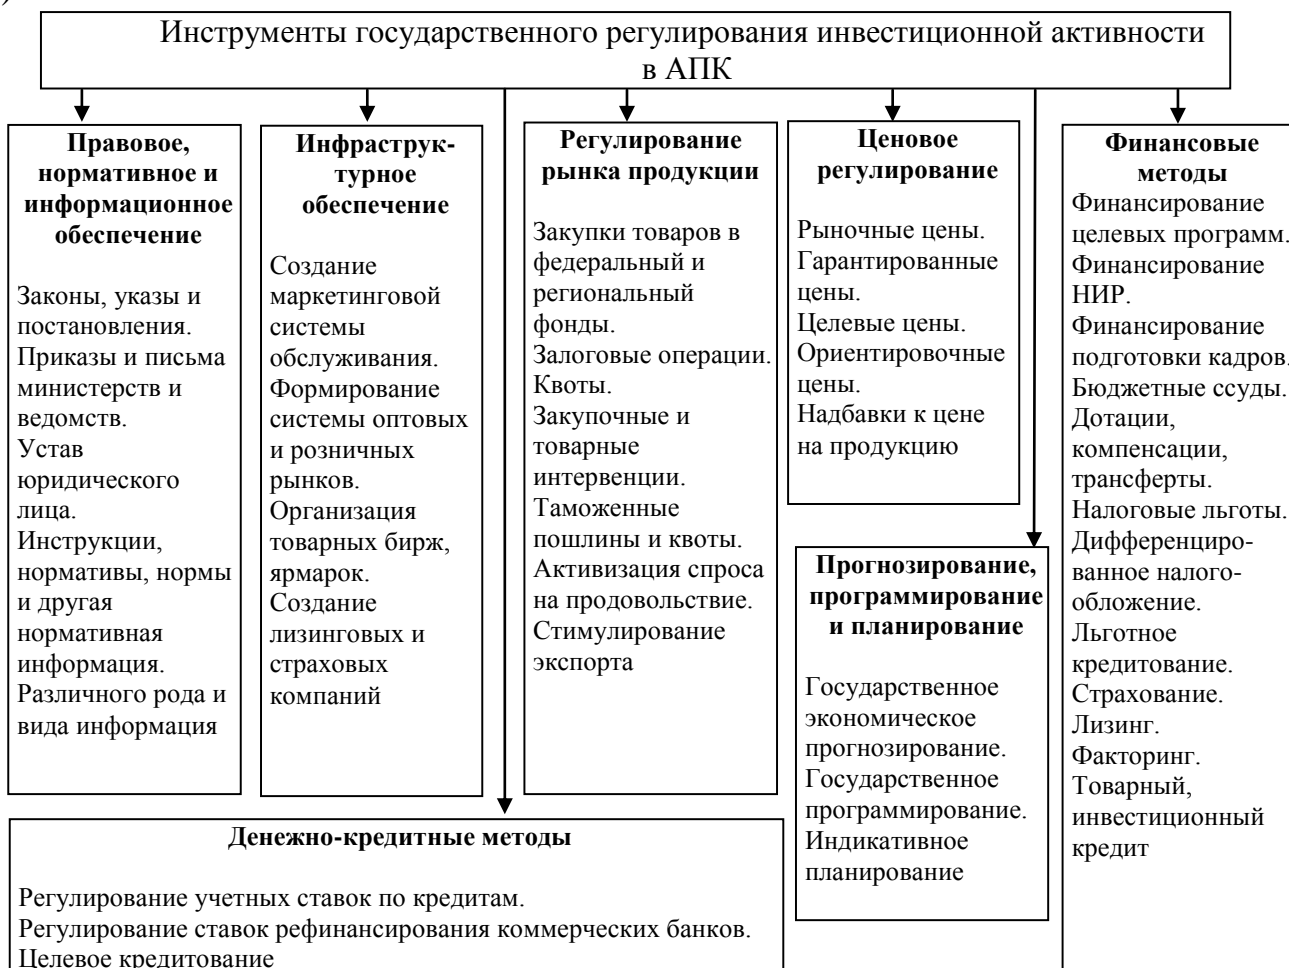 )
Инструменты государственного регулирования инвестиционной активности
в АПК
Правовое,
нормативное и
информационное
обеспечение
Законы, указы и
постановления.
Приказы и письма
министерств и
ведомств.
Устав
юридического
лица.
Инструкции,
нормативы, нормы
и другая
нормативная
информация.
Различного рода и
вида информация
Инфраструк-
турное
обеспечение
Создание
маркетинговой
системы
обслуживания.
Формирование
системы оптовых
и розничных
рынков.
Организация
товарных бирж,
ярмарок.
Создание
лизинговых и
страховых
компаний
Регулирование
рынка продукции
Закупки товаров в
федеральный и
региональный
фонды.
Залоговые операции.
Квоты.
Закупочные и
товарные
интервенции.
Таможенные
пошлины и квоты.
Активизация спроса
на продовольствие.
Стимулирование
экспорта
Ценовое
регулирование
Рыночные цены.
Гарантированные
цены.
Целевые цены.
Ориентировочные
цены.
Надбавки к цене
на продукцию
Прогнозирование,
программирование
и планирование
Государственное
экономическое
прогнозирование.
Государственное
программирование.
Индикативное
планирование
Финансовые
методы
Финансирование
целевых программ.
Финансирование
НИР.
Финансирование
подготовки кадров.
Бюджетные ссуды.
Дотации,
компенсации,
трансферты.
Налоговые льготы.
Дифференциро-
ванное налого-
обложение.
Льготное
кредитование.
Страхование.
Лизинг.
Факторинг.
Товарный,
инвестиционный
кредит
Денежно-кредитные методы
Регулирование учетных ставок по кредитам.
Регулирование ставок рефинансирования коммерческих банков.
Целевое кредитование